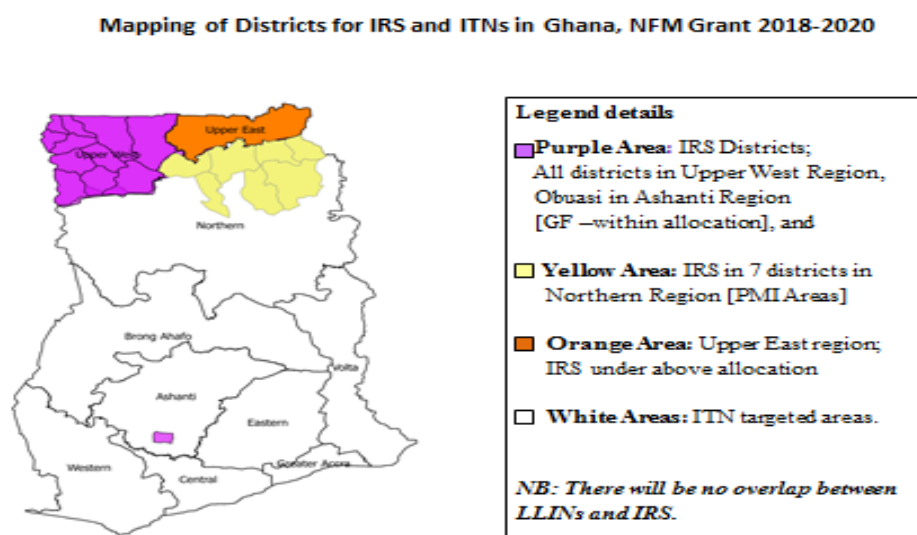 Mapping of Districts for IRS and ITNs in Ghana, NFM Grant 2018-2020
Upper East
Upper West
Northern
Brong Ahafo
Volta
Ashanti
Eastern
Western
Central
Greater Accra
Legend details
Purple Area: IRS Districts;
All districts in Upper West Region,
Obuasi in Ashanti Region
[GF –within allocation], and
Yellow Area: IRS in 7 districts in
Northern Region [PMI Areas]
Orange Area: Upper East region;
IRS under above allocation
White Areas: ITN targeted areas.
NB: There will be no overlap between
LLINs and IRS.